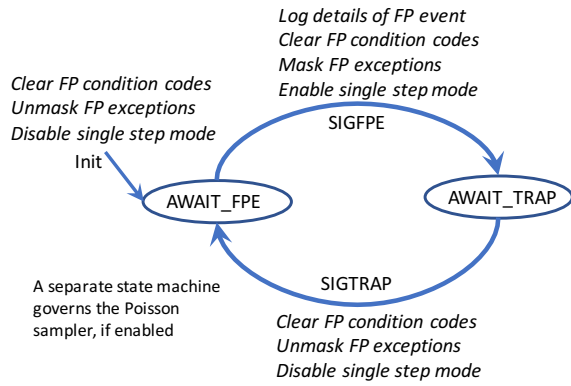 Log details of FP event
Clear FP condition codes
Mask FP exceptions
Enable single step mode
SIGFPE
Clear FP condition codes
Unmask FP exceptions
Disable single step mode
Init
AWAIT_FPE
AWAIT_TRAP
A separate state machine
governs the Poisson
sampler, if enabled
SIGTRAP
Clear FP condition codes
Unmask FP exceptions
Disable single step mode